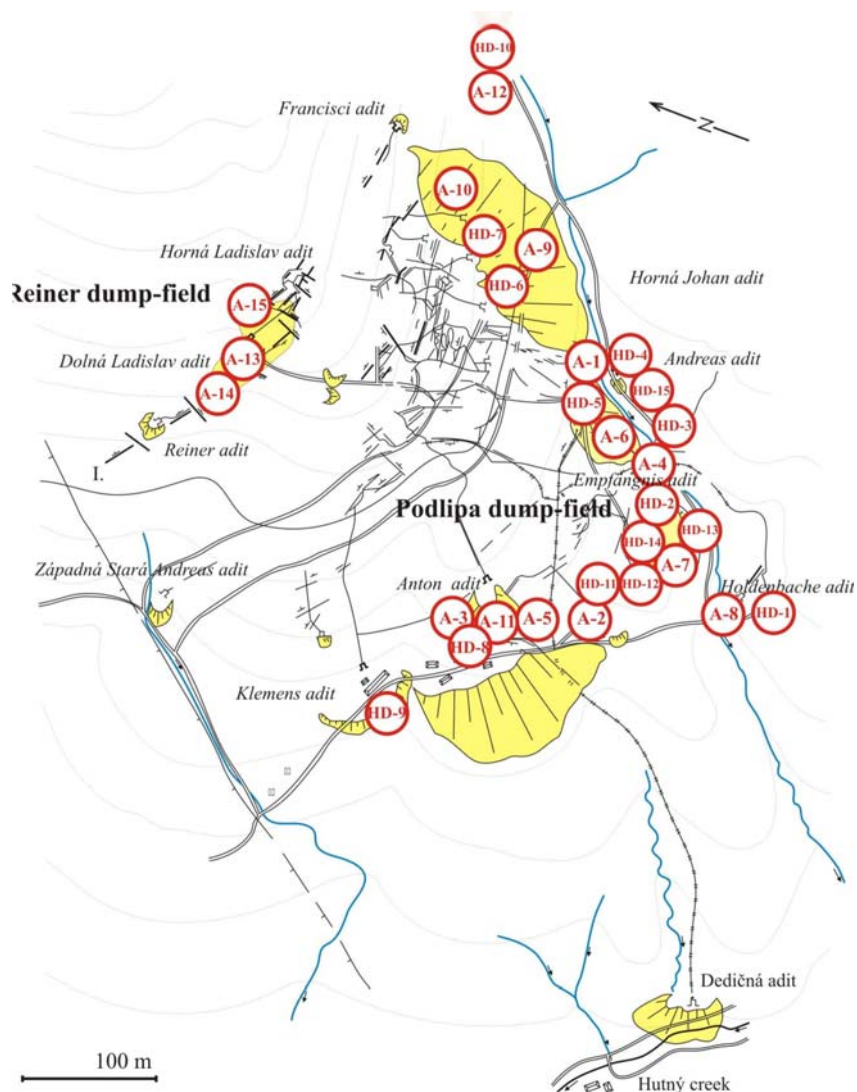 HD-10
A-12
N
Francisci adit
A-10
HD-7
A-9
Horná Ladislav adit
HD-6
Horná Johan adit
Reiner dump-field
A-15
A-1
HD-4
Andreas adit
Dolná Ladislav adit
A-13
HD-15
A-14
HD-5
HD-3
A-6
Reiner adit
A-4
I.
Empfängnis adit
HD-2
Podlipa dump-field
HD-13
HD-14
Západná Stará Andreas adit
A-7
Anton adit
HD-11
HD-12
Holdenbache adit
A-3
A-11
A-5
A-2
A-8
HD-1
HD-8
Klemens adit
HD-9
Dedičná adit
100 m
Hutný creek